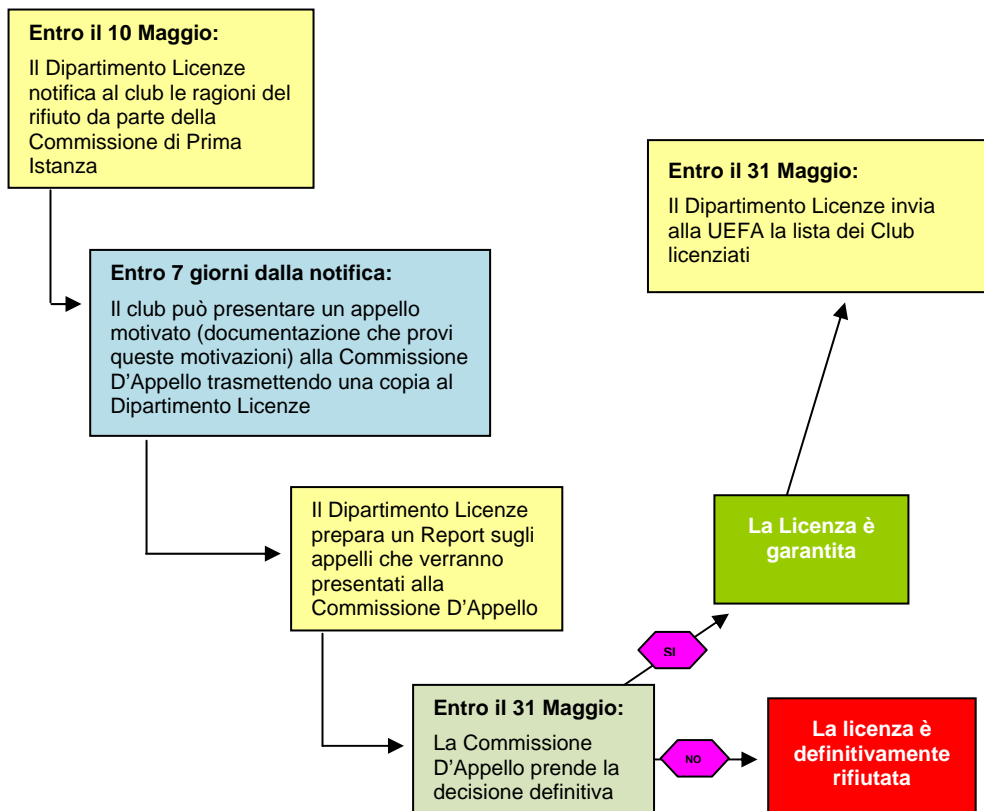 Entro il 10 Maggio:
Il Dipartimento Licenze
notifica al club le ragioni del
rifiuto da parte della
Commissione di Prima
Istanza
Entro 7 giorni dalla notifica:
Il club può presentare un appello
motivato (documentazione che provi
queste motivazioni) alla Commissione
D'Appello trasmettendo una copia al
Dipartimento Licenze
Il Dipartimento Licenze
prepara un Report sugli
appelli che verranno
presentati alla
Commissione D'Appello
Entro il 31 Maggio:
La Commissione
D'Appello prende la
decisione definitiva
SI
La Licenza è
garantita
Entro il 31 Maggio:
Il Dipartimento Licenze invia
alla UEFA la lista dei Club
licenziati
NO
La licenza è
definitivamente
rifiutata